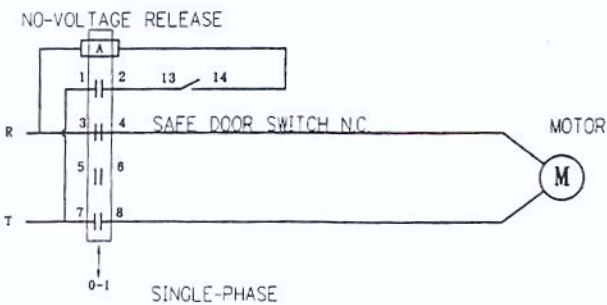 NO-VOLTAGE RELEASE
A
1 2 13 14
R 3 4 SAFE DOOR SWITCH N.C. MOTOR
5 6 M
T 7 8
0-1
SINGLE-PHASE